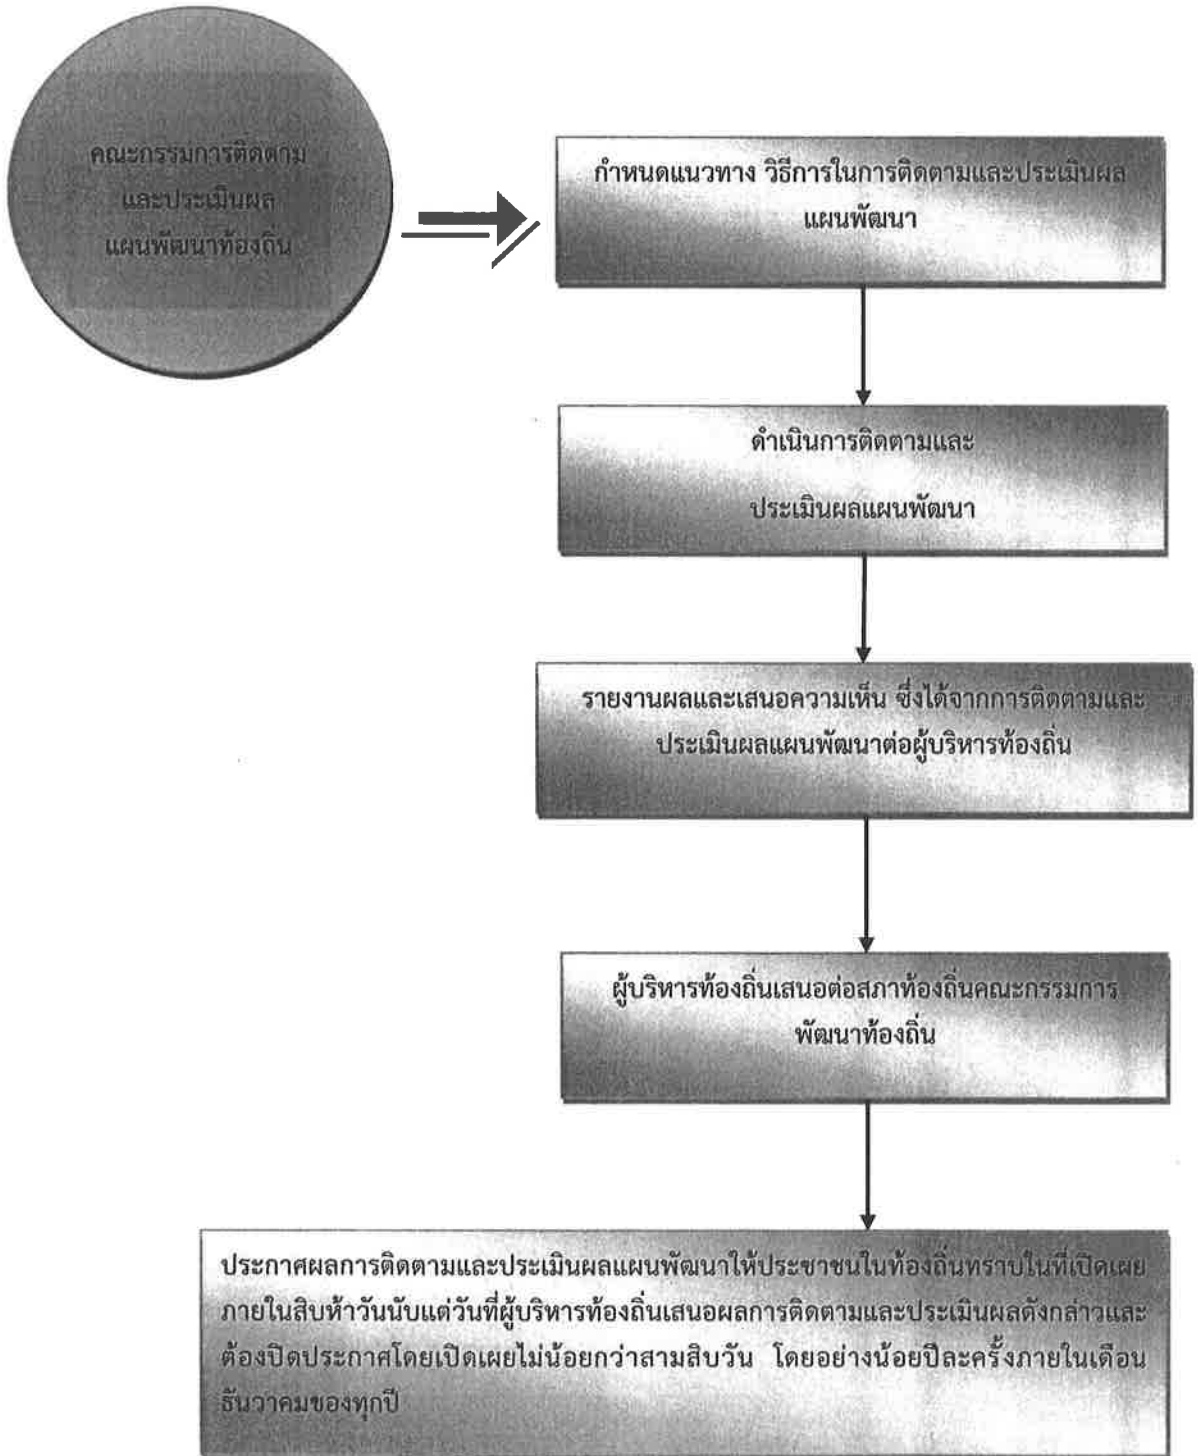 คณะกรรมการติดตาม
และประเมินผล
แผนพัฒนาท้องถิ่น
กำหนดแนวทาง วิธีการในการติดตามและประเมินผล
แผนพัฒนา
ดำเนินการติดตามและ
ประเมินผลแผนพัฒนา
รายงานผลและเสนอความเห็น ซึ่งได้จากการติดตามและ
ประเมินผลแผนพัฒนาต่อผู้บริหารท้องถิ่น
ผู้บริหารท้องถิ่นเสนอต่อสภาท้องถิ่นคณะกรรมการ
พัฒนาท้องถิ่น
ประกาศผลการติดตามและประเมินผลแผนพัฒนาให้ประชาชนในท้องถิ่นทราบในที่เปิดเผย
ภายในสิบห้าวันนับแต่วันที่ผู้บริหารท้องถิ่นเสนอผลการติดตามและประเมินผลดังกล่าวและ
ต้องปิดประกาศโดยเปิดเผยไม่น้อยกว่าสามสิบวัน โดยอย่างน้อยปีละครั้งภายในเดือน
ธันวาคมของทุกปี